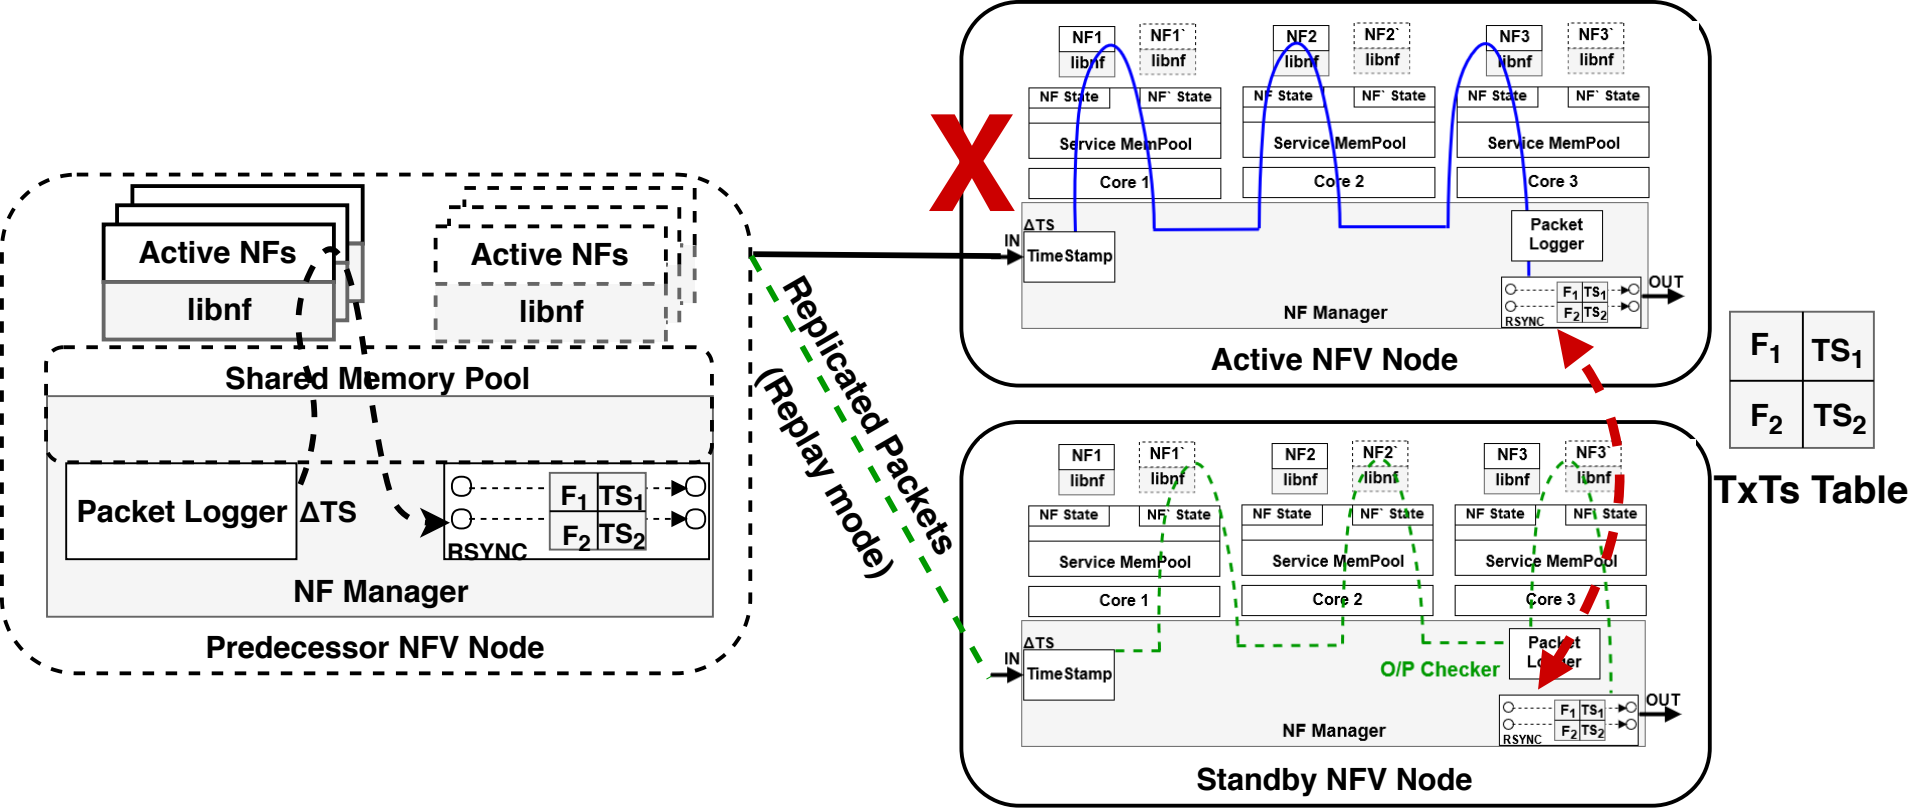 Active NFs
libnf
Active NFs
libnf
Shared Memory Pool
Packet Logger
ΔTS
F1 TS1
F2 TS2
RSYNC
NF Manager
Predecessor NFV Node
Replicated Packets
(Replay mode)
X
NF1
libnf
NF1`
libnf
NF2
libnf
NF2`
libnf
NF3
libnf
NF3`
libnf
NF State
NF` State
NF State
NF` State
NF State
NF` State
Service MemPool
Service MemPool
Service MemPool
Core 1
Core 2
Core 3
ΔTS
IN
TimeStamp
Packet
Logger
F1 TS1
F2 TS2
RSYNC
OUT
NF Manager
Active NFV Node
NF1
libnf
NF1`
libnf
NF2
libnf
NF2`
libnf
NF3
libnf
NF3`
libnf
NF State
NF` State
NF State
NF` State
NF State
NF` State
Service MemPool
Service MemPool
Service MemPool
Core 1
Core 2
Core 3
ΔTS
IN
TimeStamp
O/P Checker
Packet
Logger
F1 TS1
F2 TS2
RSYNC
OUT
NF Manager
Standby NFV Node
F1 TS1
F2 TS2
TxTs Table